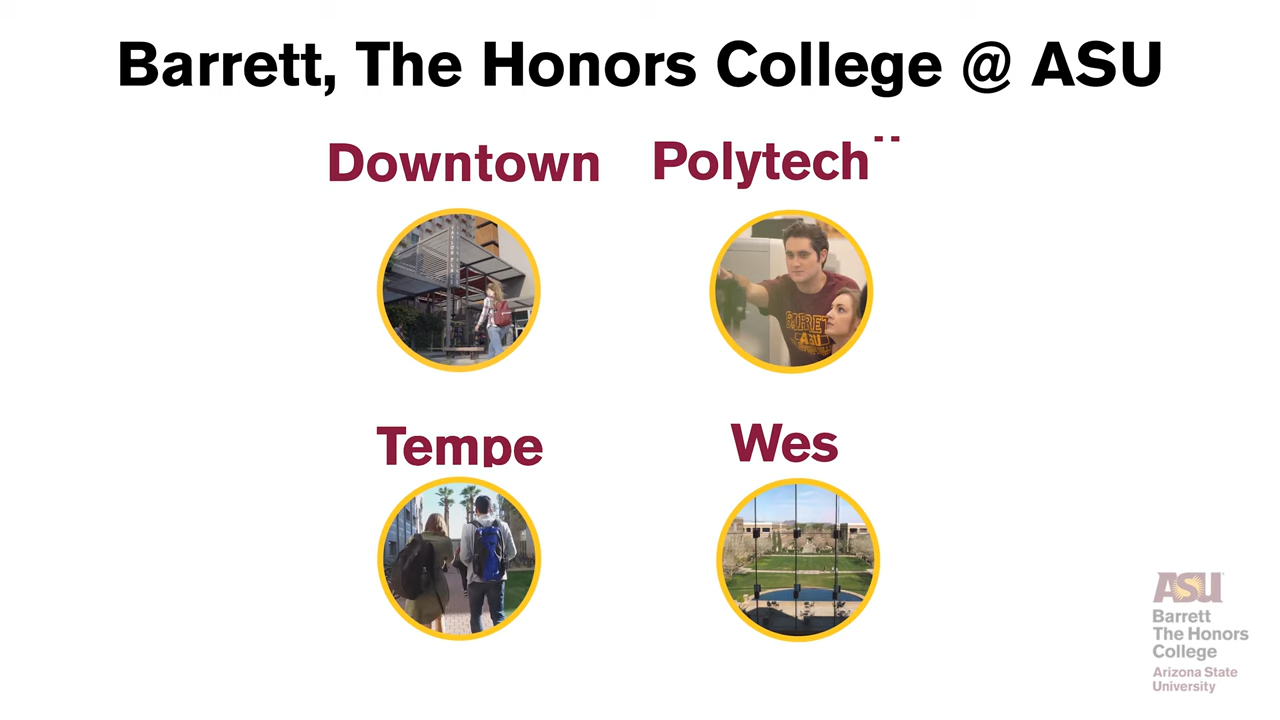 Barrett, The Honors College @ ASU
Downtown
Polytech
Tempe
Wes
ASU
Barrett
The Honors
College
Arizona State
University